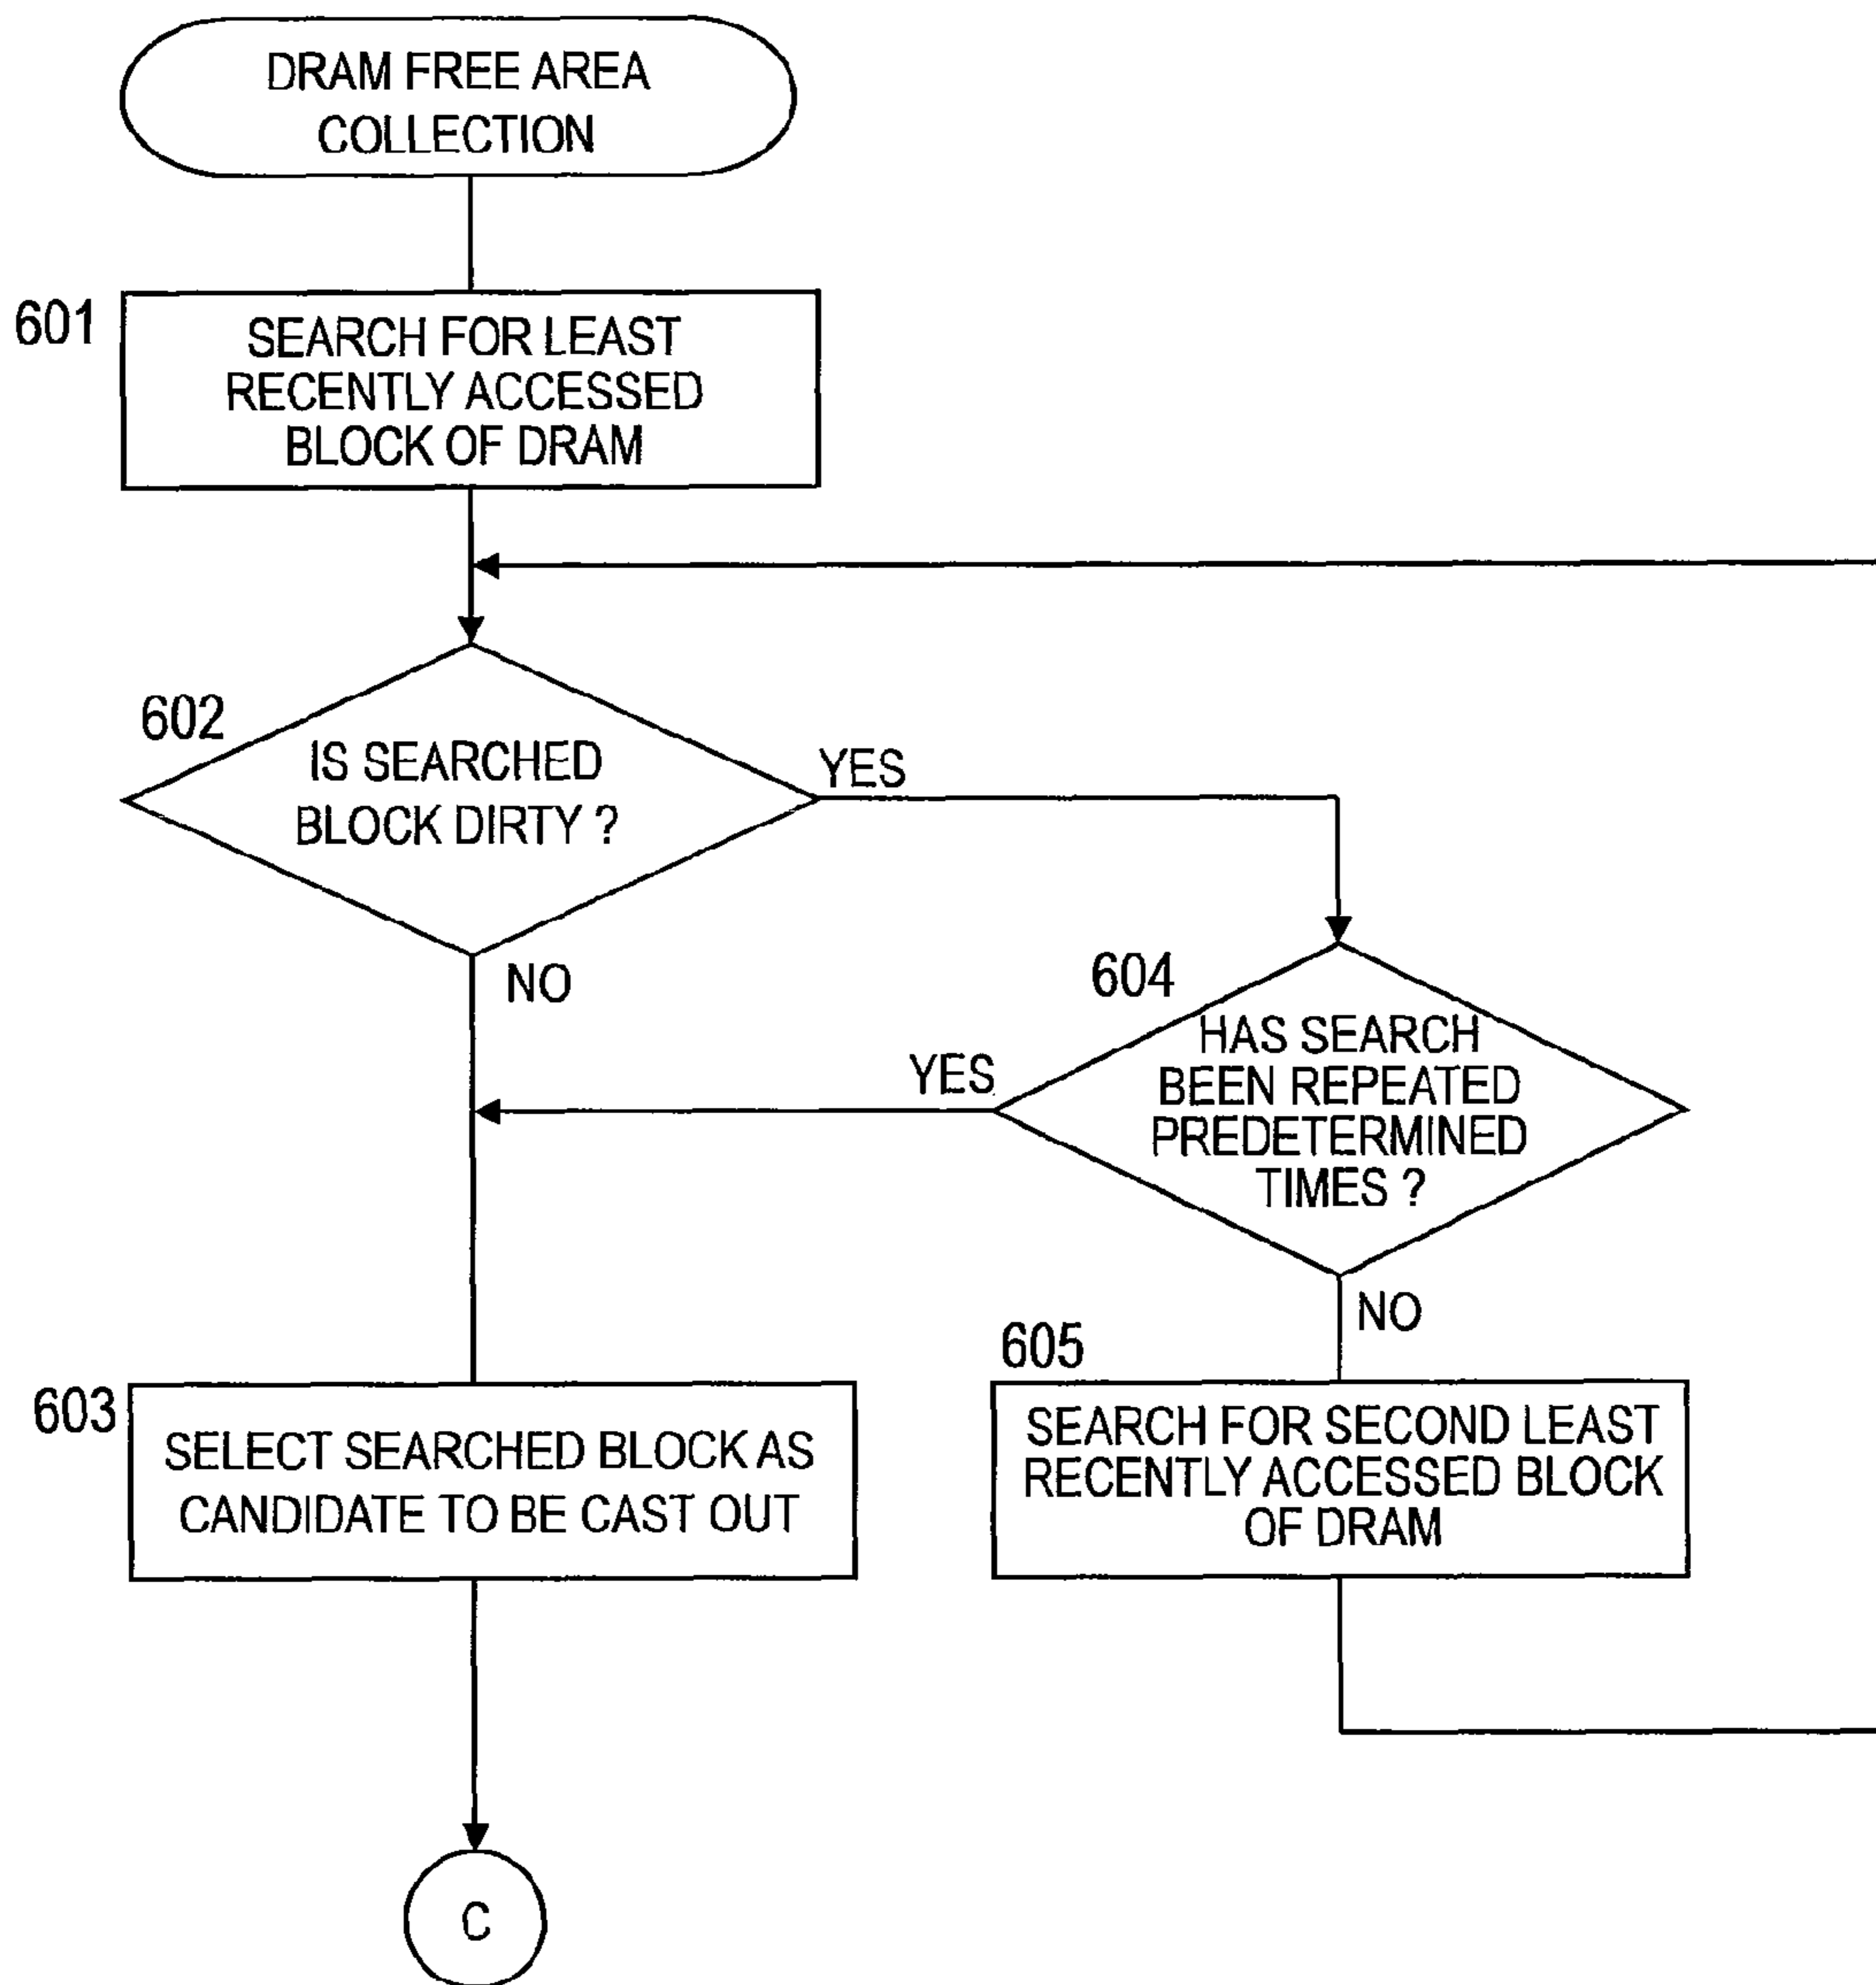 DRAM FREE AREA
COLLECTION
601
SEARCH FOR LEAST
RECENTLY ACCESSED
BLOCK OF DRAM
602
IS SEARCHED
BLOCK DIRTY ?
YES
NO
604
HAS SEARCH
BEEN REPEATED
PREDETERMINED
TIMES ?
YES
NO
603
SELECT SEARCHED BLOCK AS
CANDIDATE TO BE CAST OUT
605
SEARCH FOR SECOND LEAST
RECENTLY ACCESSED BLOCK
OF DRAM
C